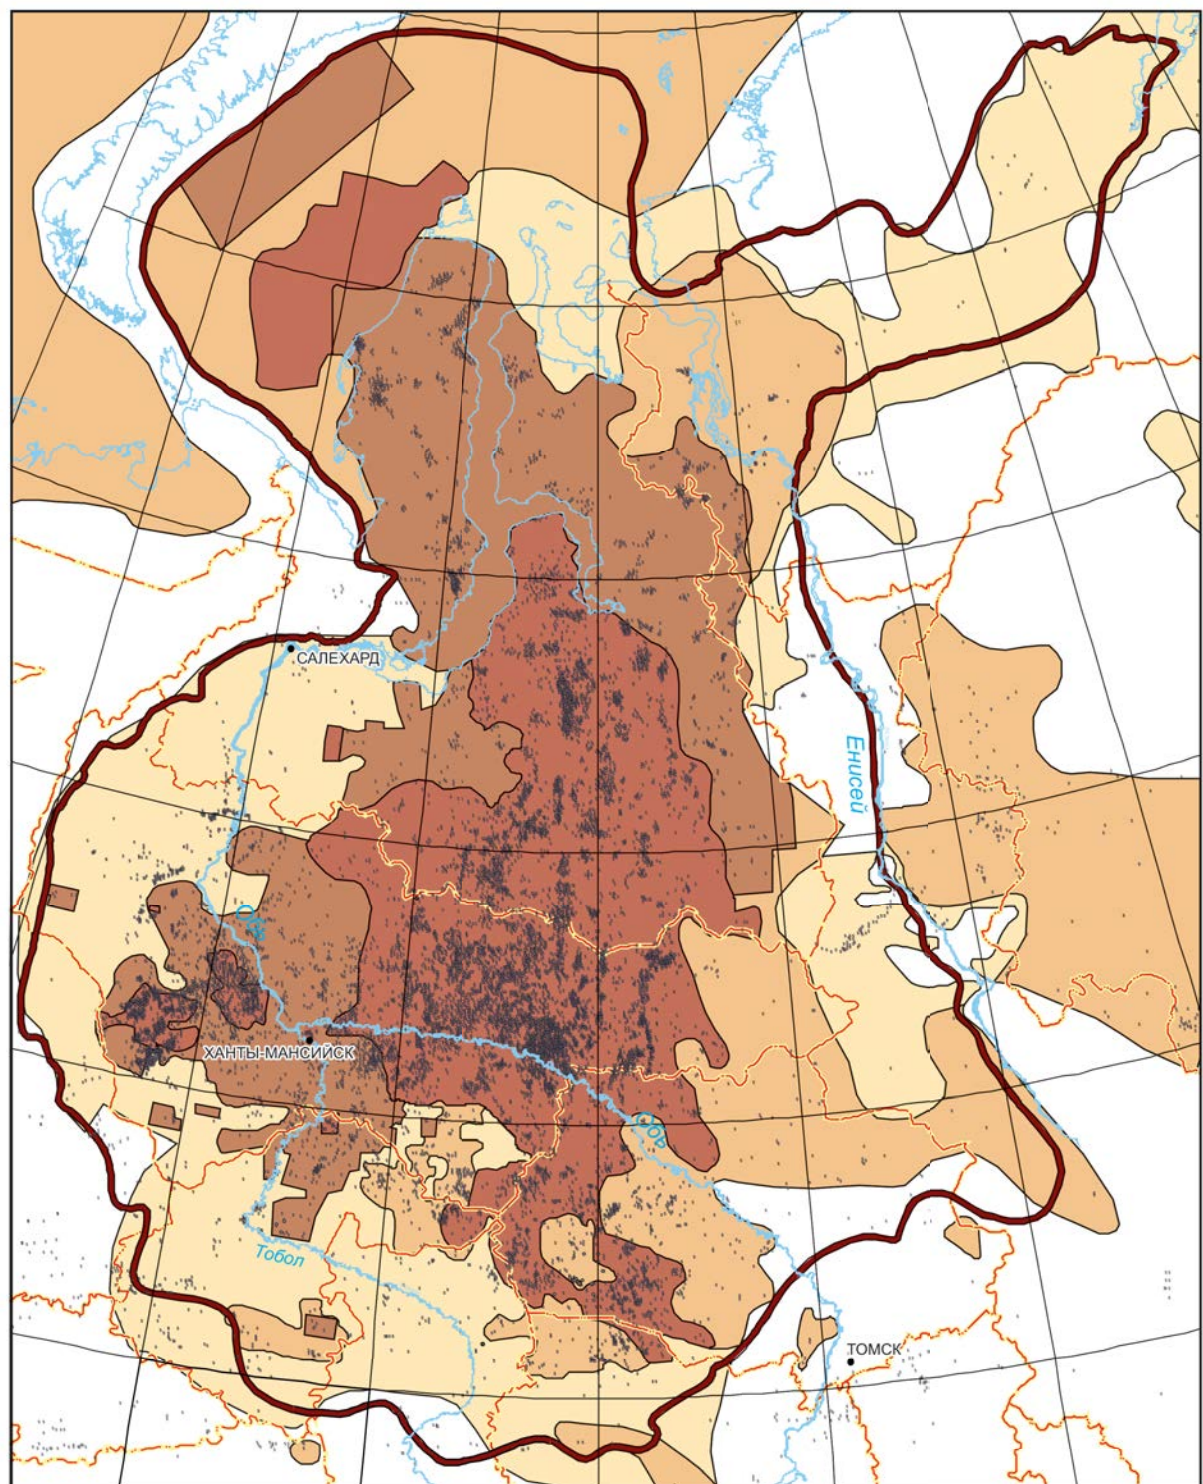 САЛЕХАРД
Енисей
Обь
ХАНТЫ-МАНСИЙСК
Обь
Тобол
ТОМСК